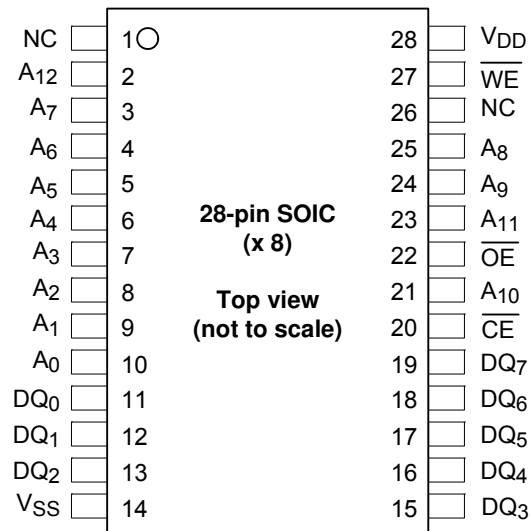 NC 1 28 VDD
A12 2 27 WE
A7 3 26 NC
A6 4 25 A8
A5 5 24 A9
A4 6 28-pin SOIC 23 A11
A3 7 (x 8) 22 OE
A2 8 Top view 21 A10
A1 9 (not to scale) 20 CE
A0 10 19 DQ7
DQ0 11 18 DQ6
DQ1 12 17 DQ5
DQ2 13 16 DQ4
VSS 14 15 DQ3